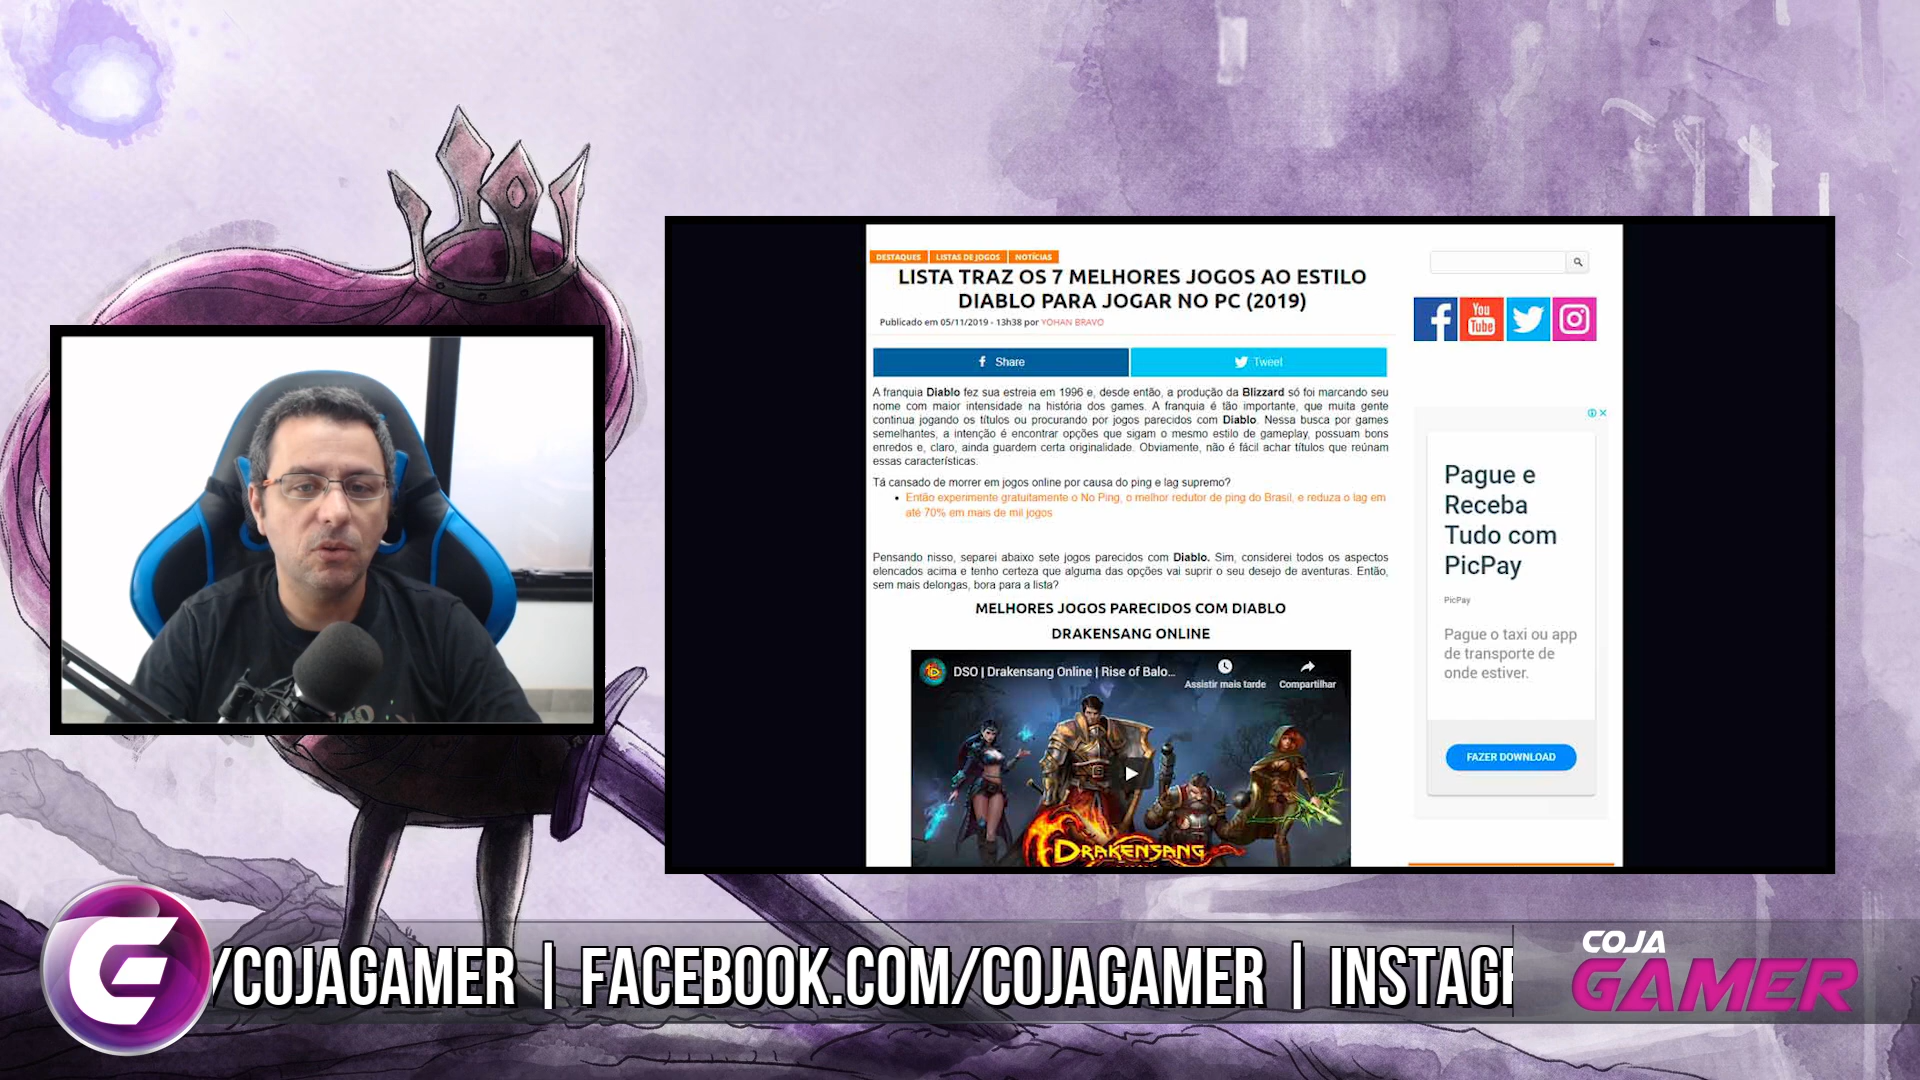 DESTAQUES LISTAS DE JOGOS NOTÍCIAS
LISTA TRAZ OS 7 MELHORES JOGOS AO ESTILO
DIABLO PARA JOGAR NO PC (2019)
Publicado em 05/11/2019 - 13h38 por YOHAN BRAVO
Share
Tweet
A franquia Diablo fez sua estreia em 1996 e, desde então, a produção da Blizzard só foi marcando seu
nome com maior intensidade na história dos games. A franquia é tão importante, que muita gente
continua jogando os títulos ou procurando por jogos parecidos com Diablo. Nessa busca por games
semelhantes, a intenção é encontrar opções que sigam o mesmo estilo de gameplay, possuam bons
enredos e, claro, ainda guardem certa originalidade. Obviamente, não é fácil achar títulos que reúnam
essas características.
Tá cansado de morrer em jogos online por causa do ping e lag supremo?
• Então experimente gratuitamente o No Ping, o melhor redutor de ping do Brasil, e reduza o lag em
até 70% em mais de mil jogos
Pensando nisso, separei abaixo sete jogos parecidos com Diablo. Sim, considerei todos os aspectos
elencados acima e tenho certeza que alguma das opções vai suprir o seu desejo de aventuras. Então,
sem mais delongas, bora para a lista?
MELHORES JOGOS PARECIDOS COM DIABLO
DRAKENSANG ONLINE
DSO | Drakensang Online | Rise of Balo...
Assistir mais tarde
Compartilhar
DRAKENSANG
You
Tube
Pague e
Receba
Tudo com
PicPay
PicPay
Pague o taxi ou app
de transporte de
onde estiver.
FAZER DOWNLOAD
/COJAGAMER | FACEBOOK.COM/COJAGAMER | INSTAG
COJA
GAMER